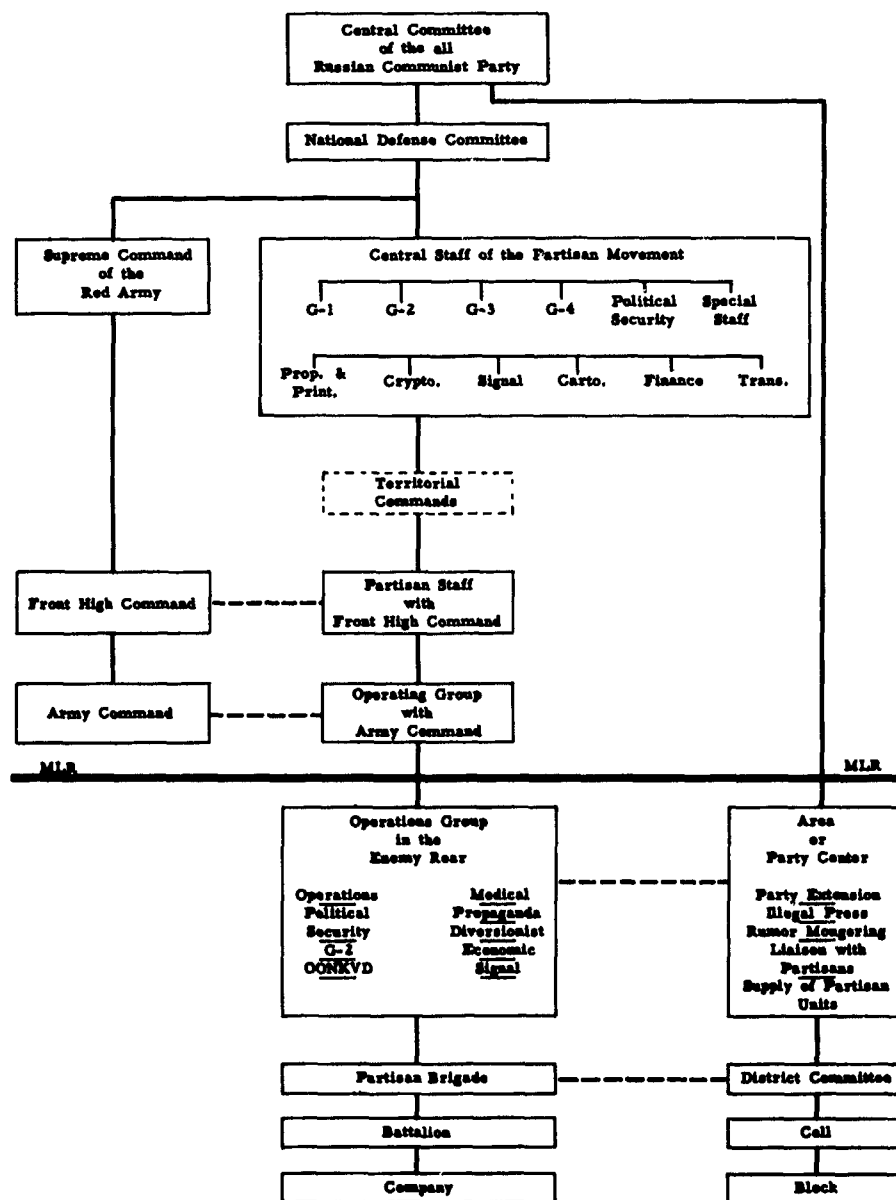 Central Committee
of the all
Russian Communist Party
National Defense Committee
Supreme Command
of the
Red Army
Central Staff of the Partisan Movement
G-1 G-2 G-3 G-4 Political Security Special Staff
Prop. & Print. Crypto. Signal Carto. Finance Trans.
Territorial
Commands
Front High Command
Partisan Staff
with
Front High Command
Army Command
Operating Group
with
Army Command
MLR MLR
Operations Group
in the
Enemy Rear
Operations
Political
Security
G-2
OONKVD
Medical
Propaganda
Diversionist
Economic
Signal
Area
or
Party Center
Party Extension
Illegal Press
Rumor Mongering
Liaison with
Partisans
Supply of Partisan
Units
Partisan Brigade
District Committee
Battalion
Cell
Company
Block